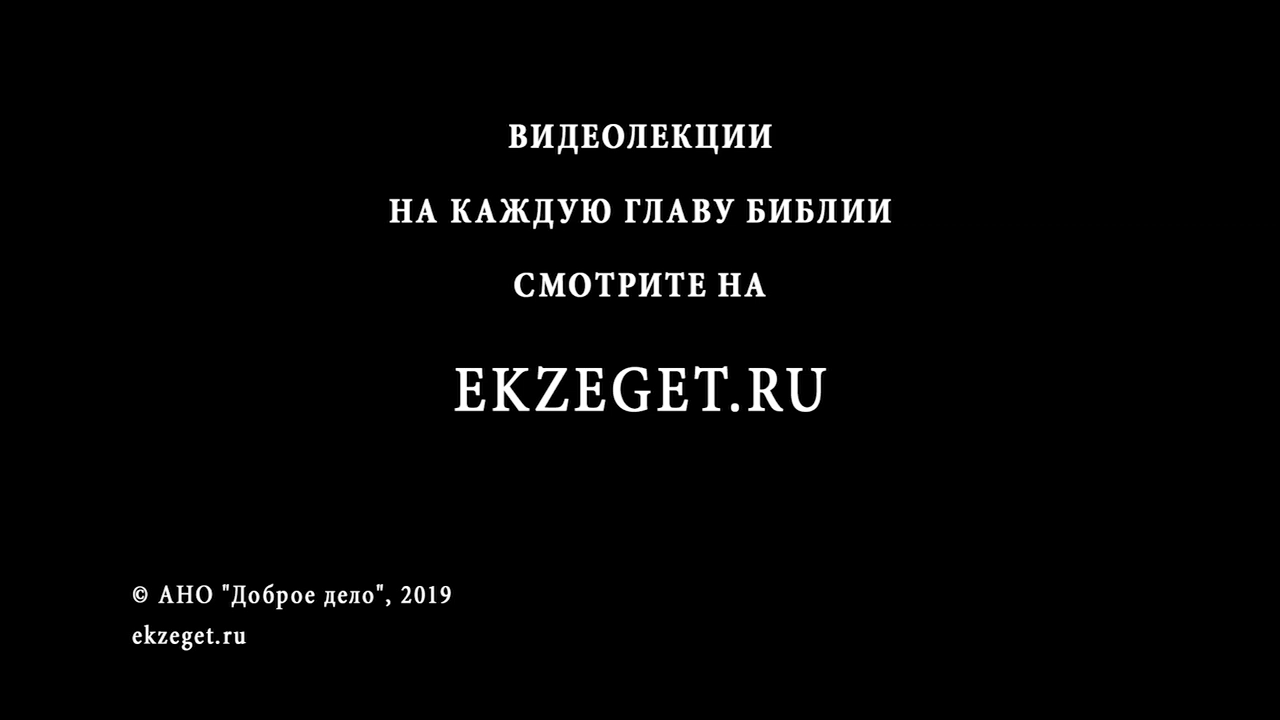 ВИДЕОЛЕКЦИИ
НА КАЖДУЮ ГЛАВУ БИБЛИИ
СМОТРИТЕ НА
EKZEGET.RU
© АНО "Доброе дело", 2019
ekzeget.ru